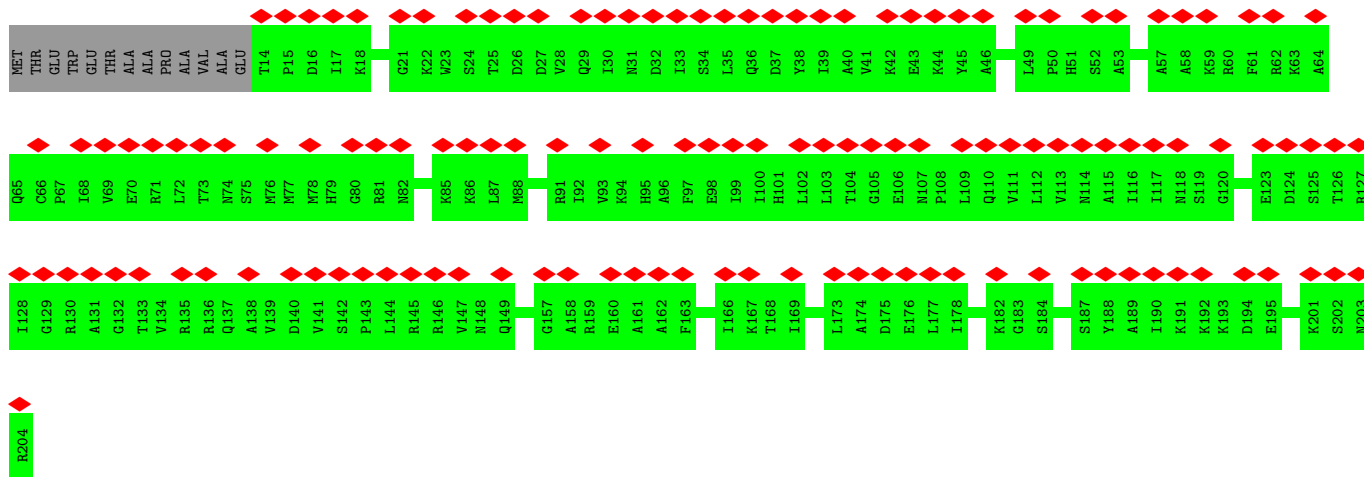 MET THR GLU TRP GLU THR ALA ALA PRO ALA VAL ALA GLU T14 P15 D16 I17 K18 G21 K22 W23 S24 T25 D26 D27 V28 Q29 I30 N31 D32 I33 S34 L35 Q36 D37 Y38 I39 A40 V41 K42 E43 K44 Y45 A46 L49 P50 H51 S52 A53 A57 A58 K59 R60 F61 R62 K63 A64
Q65 C66 P67 I68 V69 E70 R71 L72 T73 N74 S75 M76 M77 M78 H79 G80 R81 N82 K85 K86 L87 M88 R91 I92 V93 K94 H95 A96 F97 E98 I99 I100 H101 L102 L103 T104 G105 E106 N107 P108 L109 Q110 V111 L112 V113 N114 A115 I116 I117 N118 S119 G120 E123 D124 S125 T126 R127
I128 G129 R130 A131 G132 T133 V134 R135 R136 Q137 A138 V139 D140 V141 S142 P143 L144 R145 R146 V147 N148 Q149 G157 A158 R159 E160 A161 A162 F163 I166 K167 T168 I169 L173 A174 D175 E176 L177 I178 K182 G183 S184 S187 Y188 A189 I190 K191 K192 K193 D194 E195 K201 S202 N203
R204